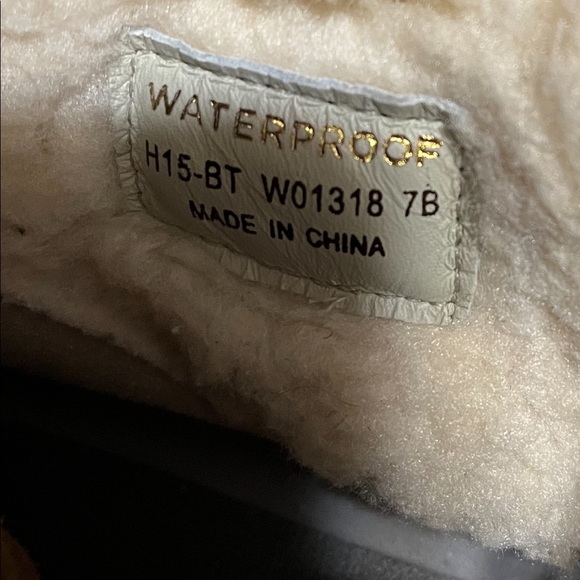 WATERPROOF
H15-BT W01318 7B
MADE IN CHINA